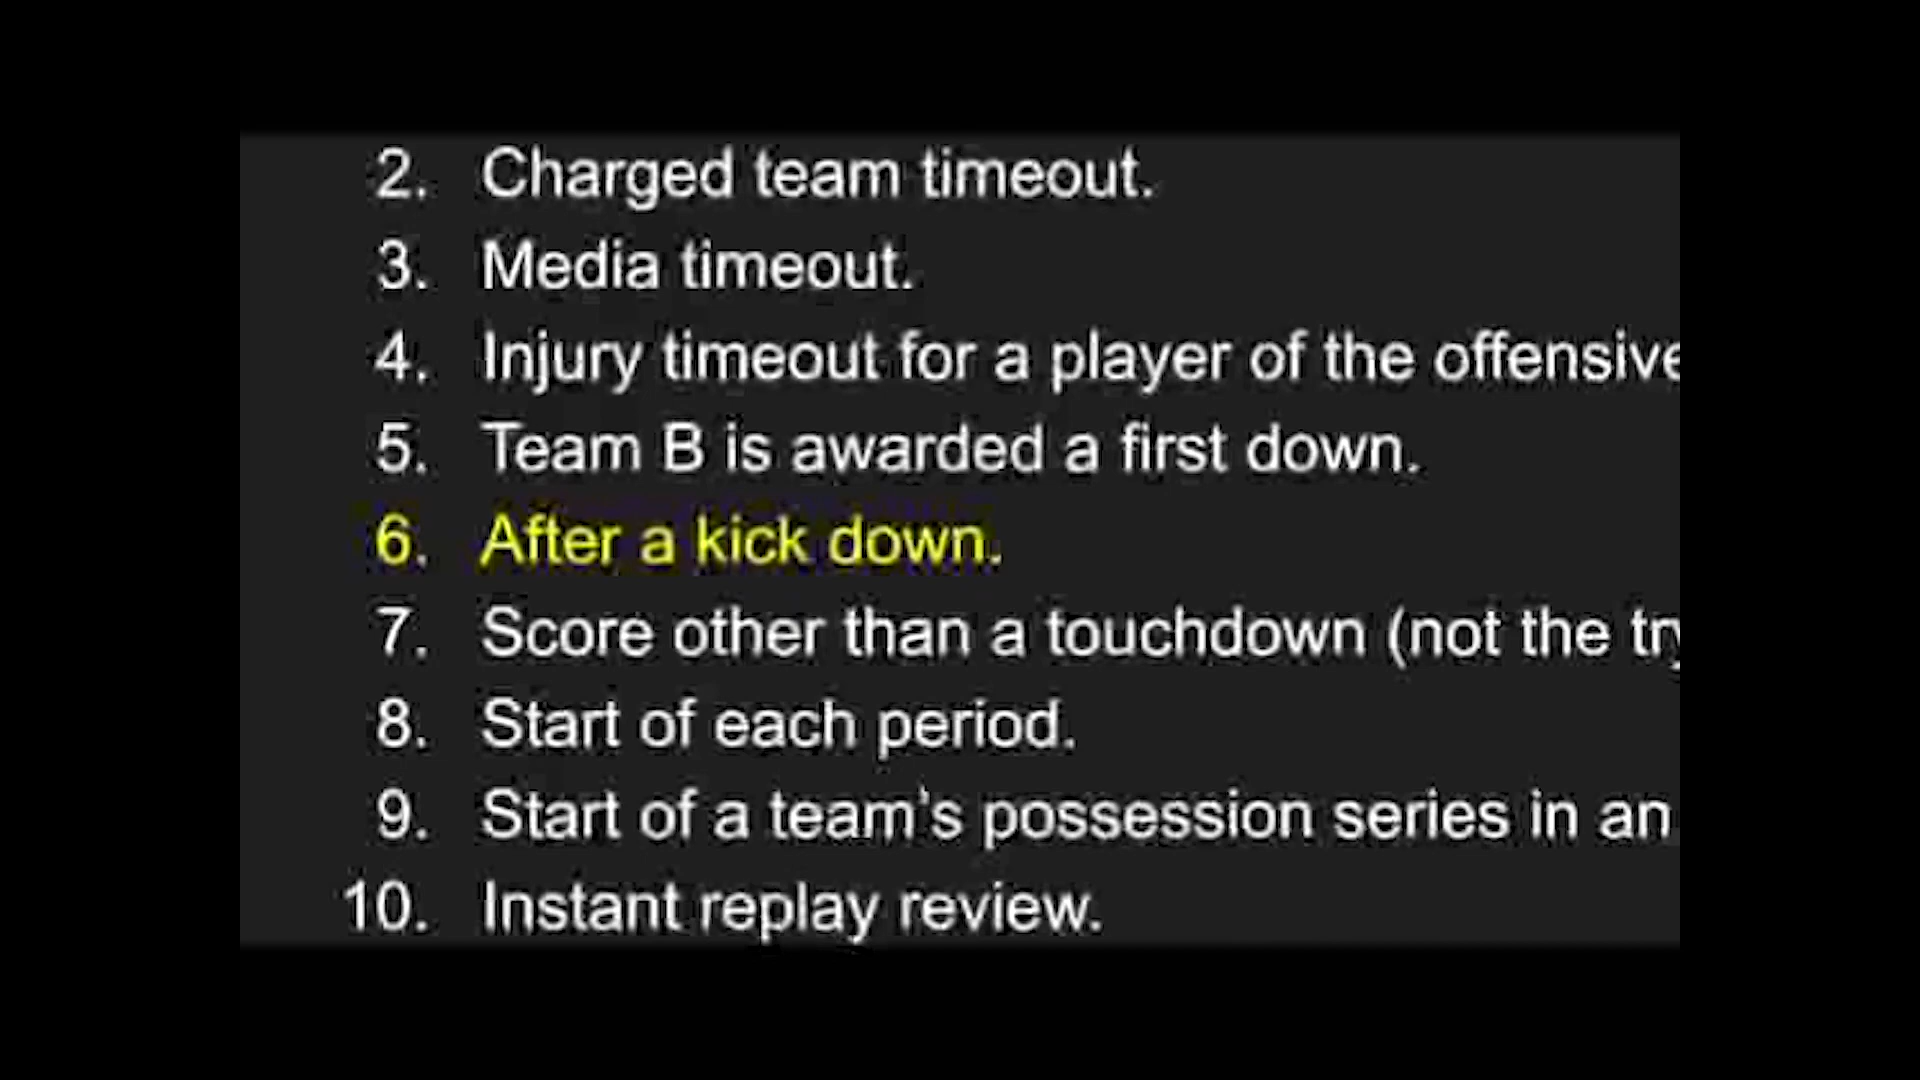 2. Charged team timeout.
3. Media timeout.
4. Injury timeout for a player of the offensive
5. Team B is awarded a first down.
6. After a kick down.
7. Score other than a touchdown (not the try
8. Start of each period.
9. Start of a team's possession series in an
10. Instant replay review.